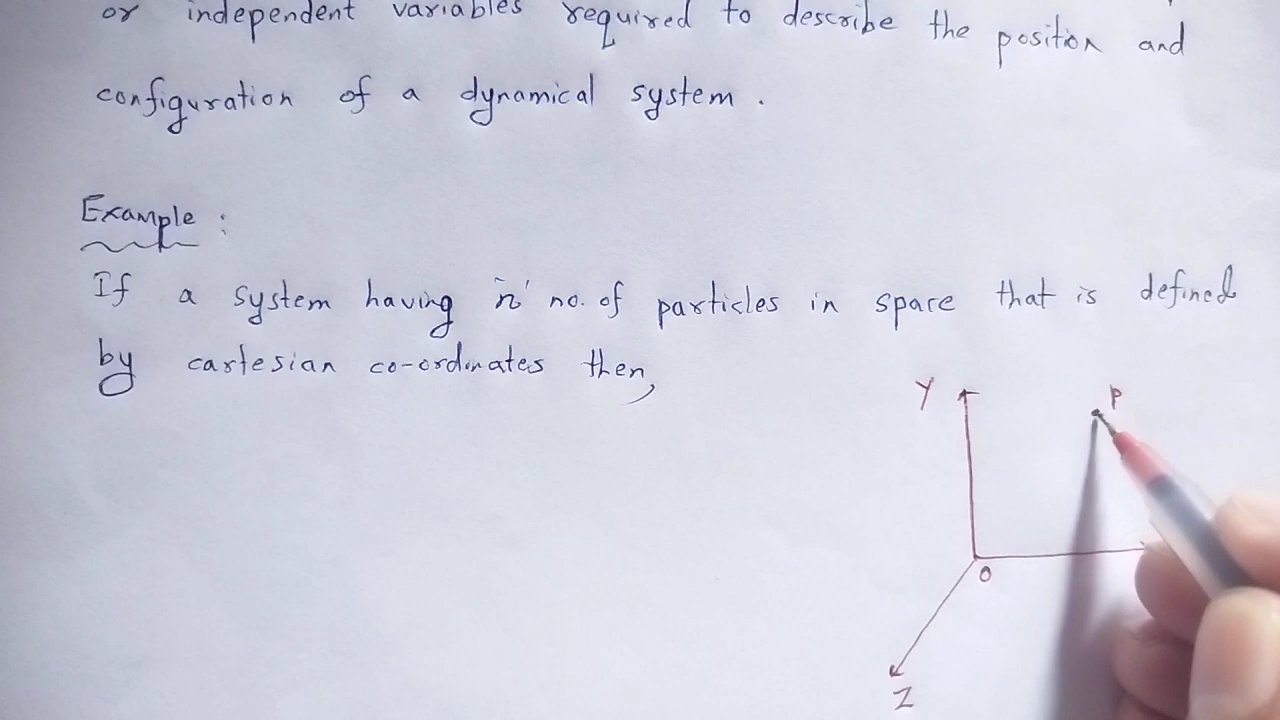 or independent variables required to describe the position and
configuration of a dynamical system.
Example :
If a system having 'n' no. of particles in space that is defined
by cartesian co-ordinates then,
Y
P
O
Z